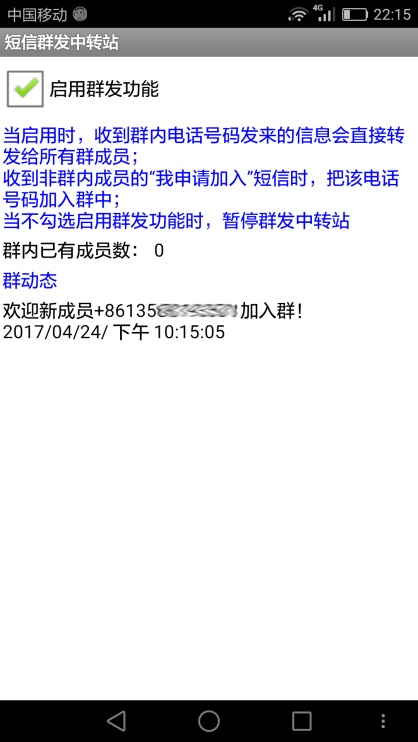 中国移动 4G 22:15
短信群发中转站
启用群发功能
当启用时，收到群内电话号码发来的信息会直接转
发给所有群成员；
收到非群内成员的“我申请加入”短信时，把该电话
号码加入群中；
当不勾选启用群发功能时，暂停群发中转站
群内已有成员数： 0
群动态
欢迎新成员+86135 加入群！
2017/04/24/ 下午 10:15:05